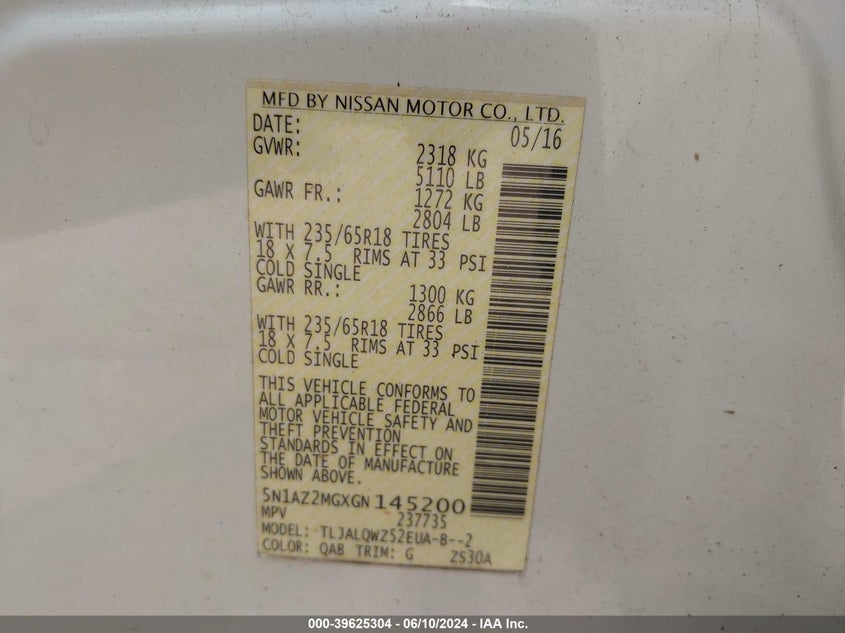 MFD BY NISSAN MOTOR CO., LTD.
DATE: 05/16
GVWR: 2318 KG
5110 LB
GAWR FR.: 1272 KG
2804 LB
WITH 235/65R18 TIRES
18 X 7.5 RIMS AT 33 PSI
COLD SINGLE
GAWR RR.: 1300 KG
2866 LB
WITH 235/65R18 TIRES
18 X 7.5 RIMS AT 33 PSI
COLD SINGLE
THIS VEHICLE CONFORMS TO
ALL APPLICABLE FEDERAL
MOTOR VEHICLE SAFETY AND
THEFT PREVENTION
STANDARDS IN EFFECT ON
THE DATE OF MANUFACTURE
SHOWN ABOVE.
5N1AZ2MGXGN145200
MPV 237735
MODEL: TLJALQWZ52EUA-B--2
COLOR: QAB TRIM: G ZS30A
000-39625304 - 06/10/2024 - IAA Inc.